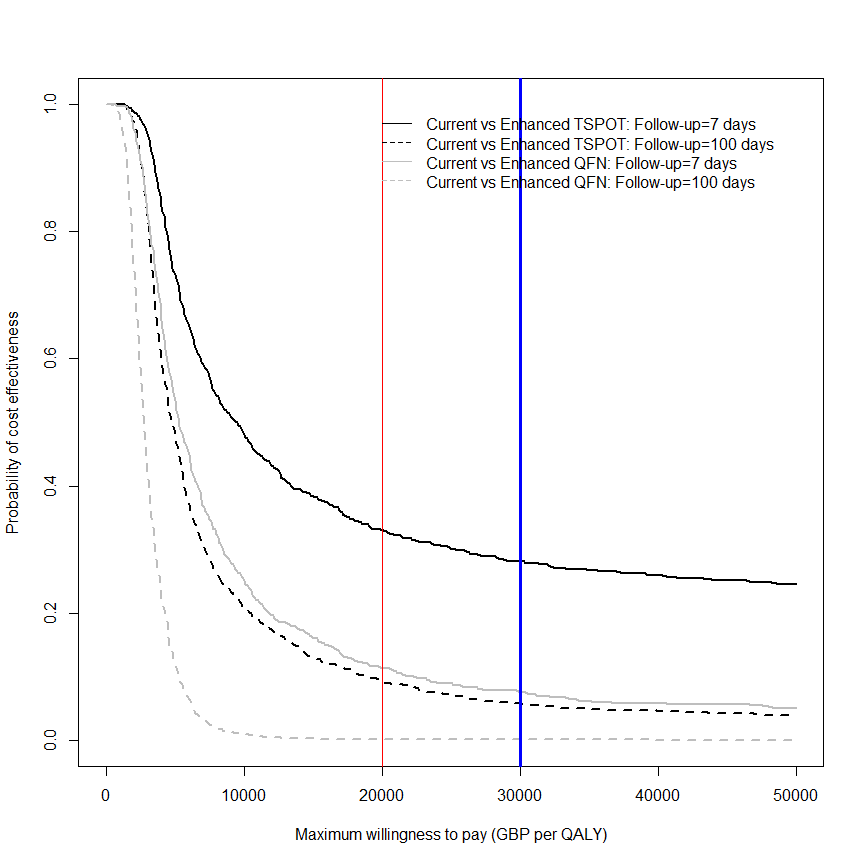 Current vs Enhanced TSPOT: Follow-up=7 days
Current vs Enhanced TSPOT: Follow-up=100 days
Current vs Enhanced QFN: Follow-up=7 days
Current vs Enhanced QFN: Follow-up=100 days
Probability of cost effectiveness
1.0
0.8
0.6
0.4
0.2
0.0
0 10000 20000 30000 40000 50000
Maximum willingness to pay (GBP per QALY)